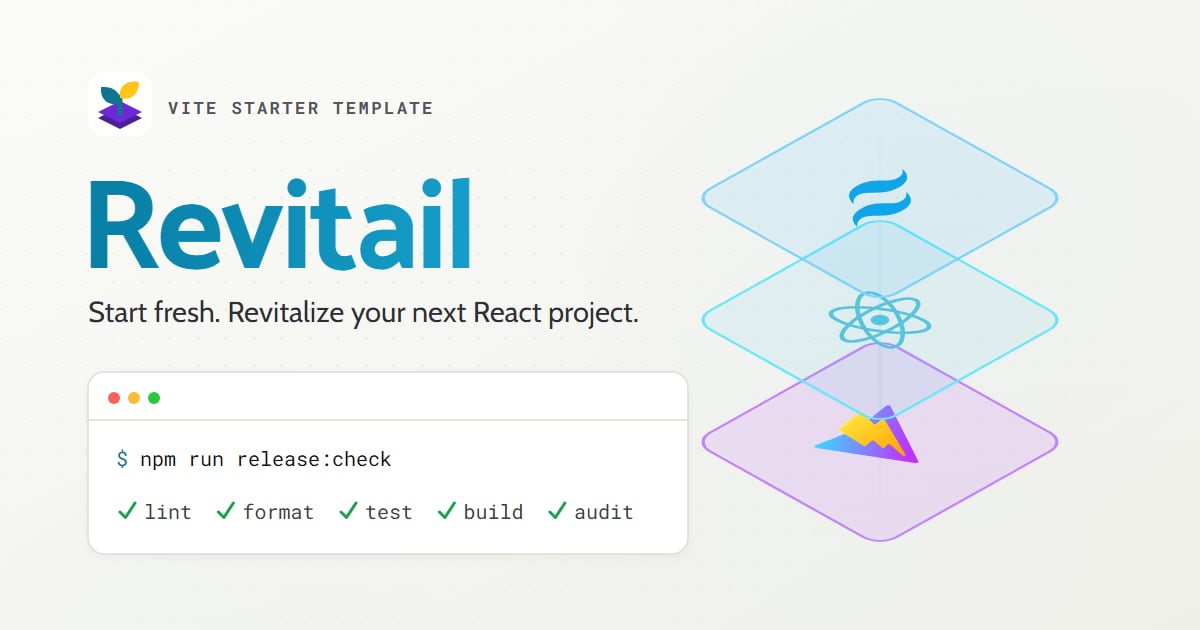 VITE STARTER TEMPLATE
Revitail
Start fresh. Revitalize your next React project.
$ npm run release:check
✓ lint ✓ format ✓ test ✓ build ✓ audit